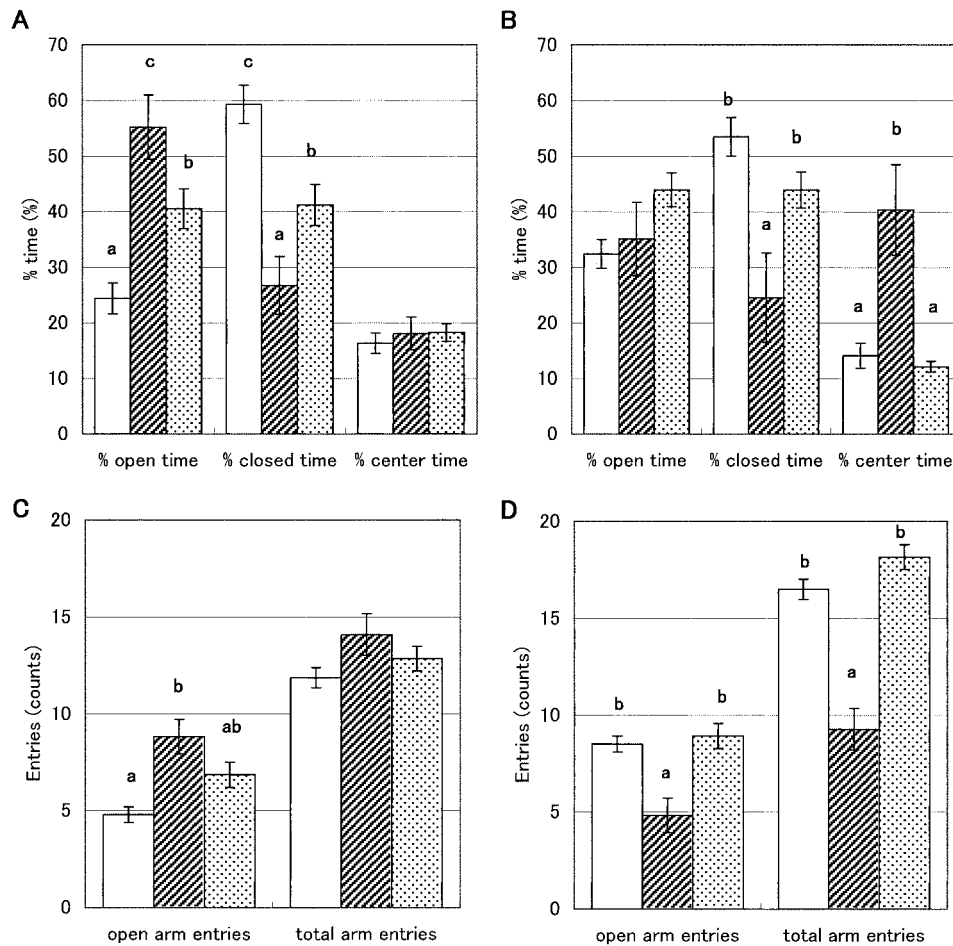 A
70
60
50
40
30
20
10
0
% time (%)
a
c
b
c
a
b
% open time
% closed time
% center time
B
70
60
50
40
30
20
10
0
% time (%)
b
a
b
a
b
a
% open time
% closed time
% center time
C
20
15
10
5
0
Entries (counts)
a
b
ab
open arm entries
total arm entries
D
20
15
10
5
0
Entries (counts)
b
a
b
b
a
b
open arm entries
total arm entries